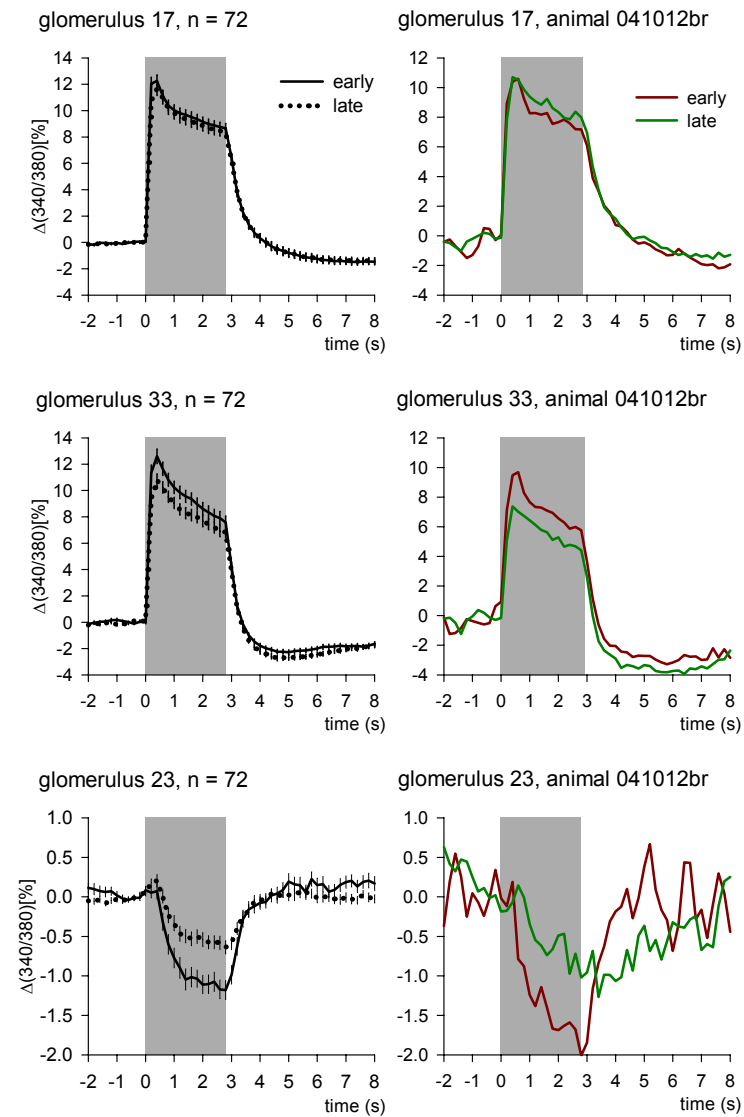 glomerulus 17, n = 72
14
12
10
8
6
4
2
0
-2
-4
Δ(340/380)[%]
early
late
-2 -1 0 1 2 3 4 5 6 7 8
time (s)
glomerulus 17, animal 041012br
12
10
8
6
4
2
0
-2
-4
early
late
-2 -1 0 1 2 3 4 5 6 7 8
time (s)
glomerulus 33, n = 72
14
12
10
8
6
4
2
0
-2
-4
Δ(340/380)[%]
-2 -1 0 1 2 3 4 5 6 7 8
time (s)
glomerulus 33, animal 041012br
12
10
8
6
4
2
0
-2
-4
-2 -1 0 1 2 3 4 5 6 7 8
time (s)
glomerulus 23, n = 72
1.0
0.5
0.0
-0.5
-1.0
-1.5
-2.0
Δ(340/380)[%]
-2 -1 0 1 2 3 4 5 6 7 8
time (s)
glomerulus 23, animal 041012br
1.0
0.5
0.0
-0.5
-1.0
-1.5
-2.0
-2 -1 0 1 2 3 4 5 6 7 8
time (s)